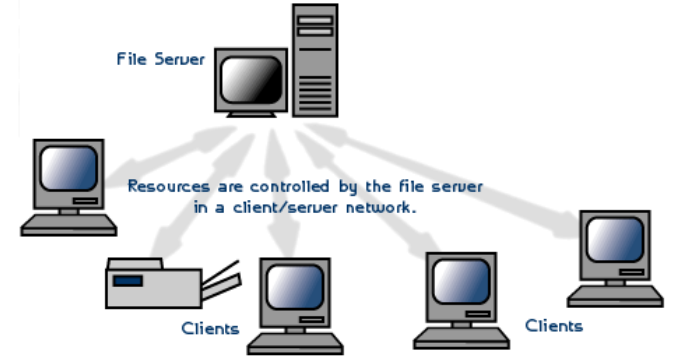 File Server
Resources are controlled by the file server
in a client/server network.
Clients
Clients